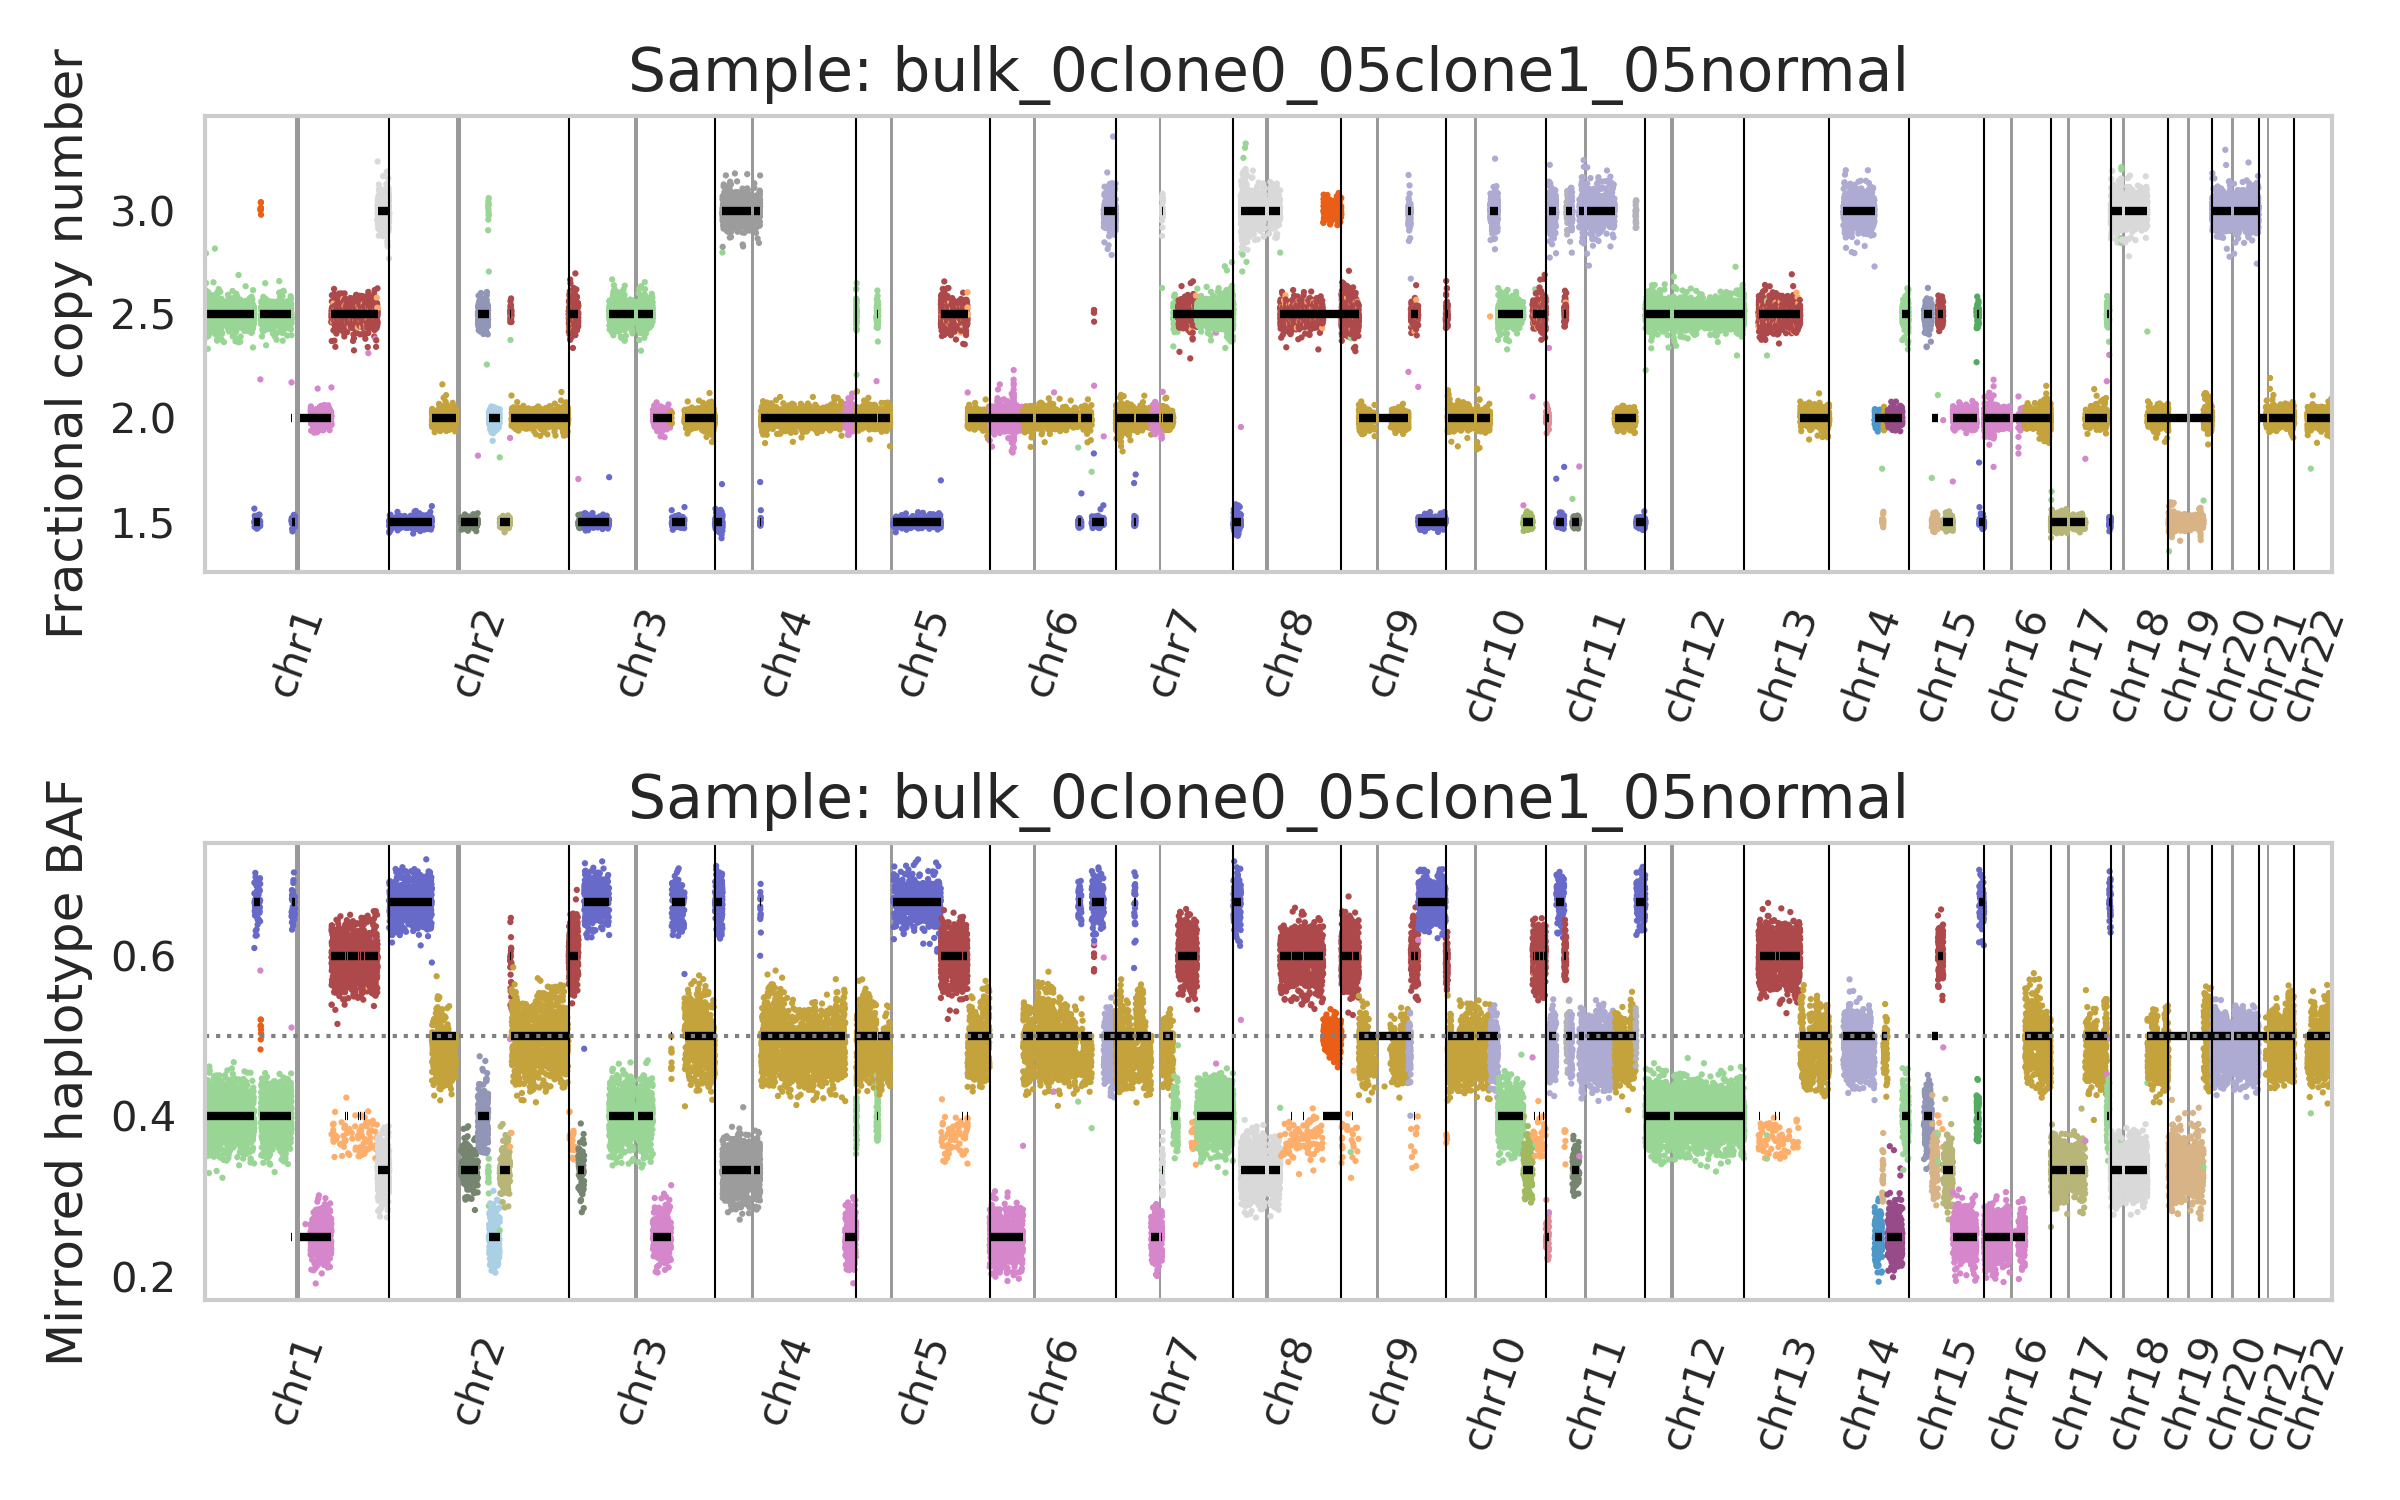 Sample: bulk_0clone0_05clone1_05normal
Fractional copy number
3.0
2.5
2.0
1.5
chr1 chr2 chr3 chr4 chr5 chr6 chr7 chr8 chr9 chr10 chr11 chr12 chr13 chr14 chr15 chr16 chr17 chr18 chr19 chr20 chr21 chr22
Sample: bulk_0clone0_05clone1_05normal
Mirrored haplotype BAF
0.6
0.4
0.2
chr1 chr2 chr3 chr4 chr5 chr6 chr7 chr8 chr9 chr10 chr11 chr12 chr13 chr14 chr15 chr16 chr17 chr18 chr19 chr20 chr21 chr22